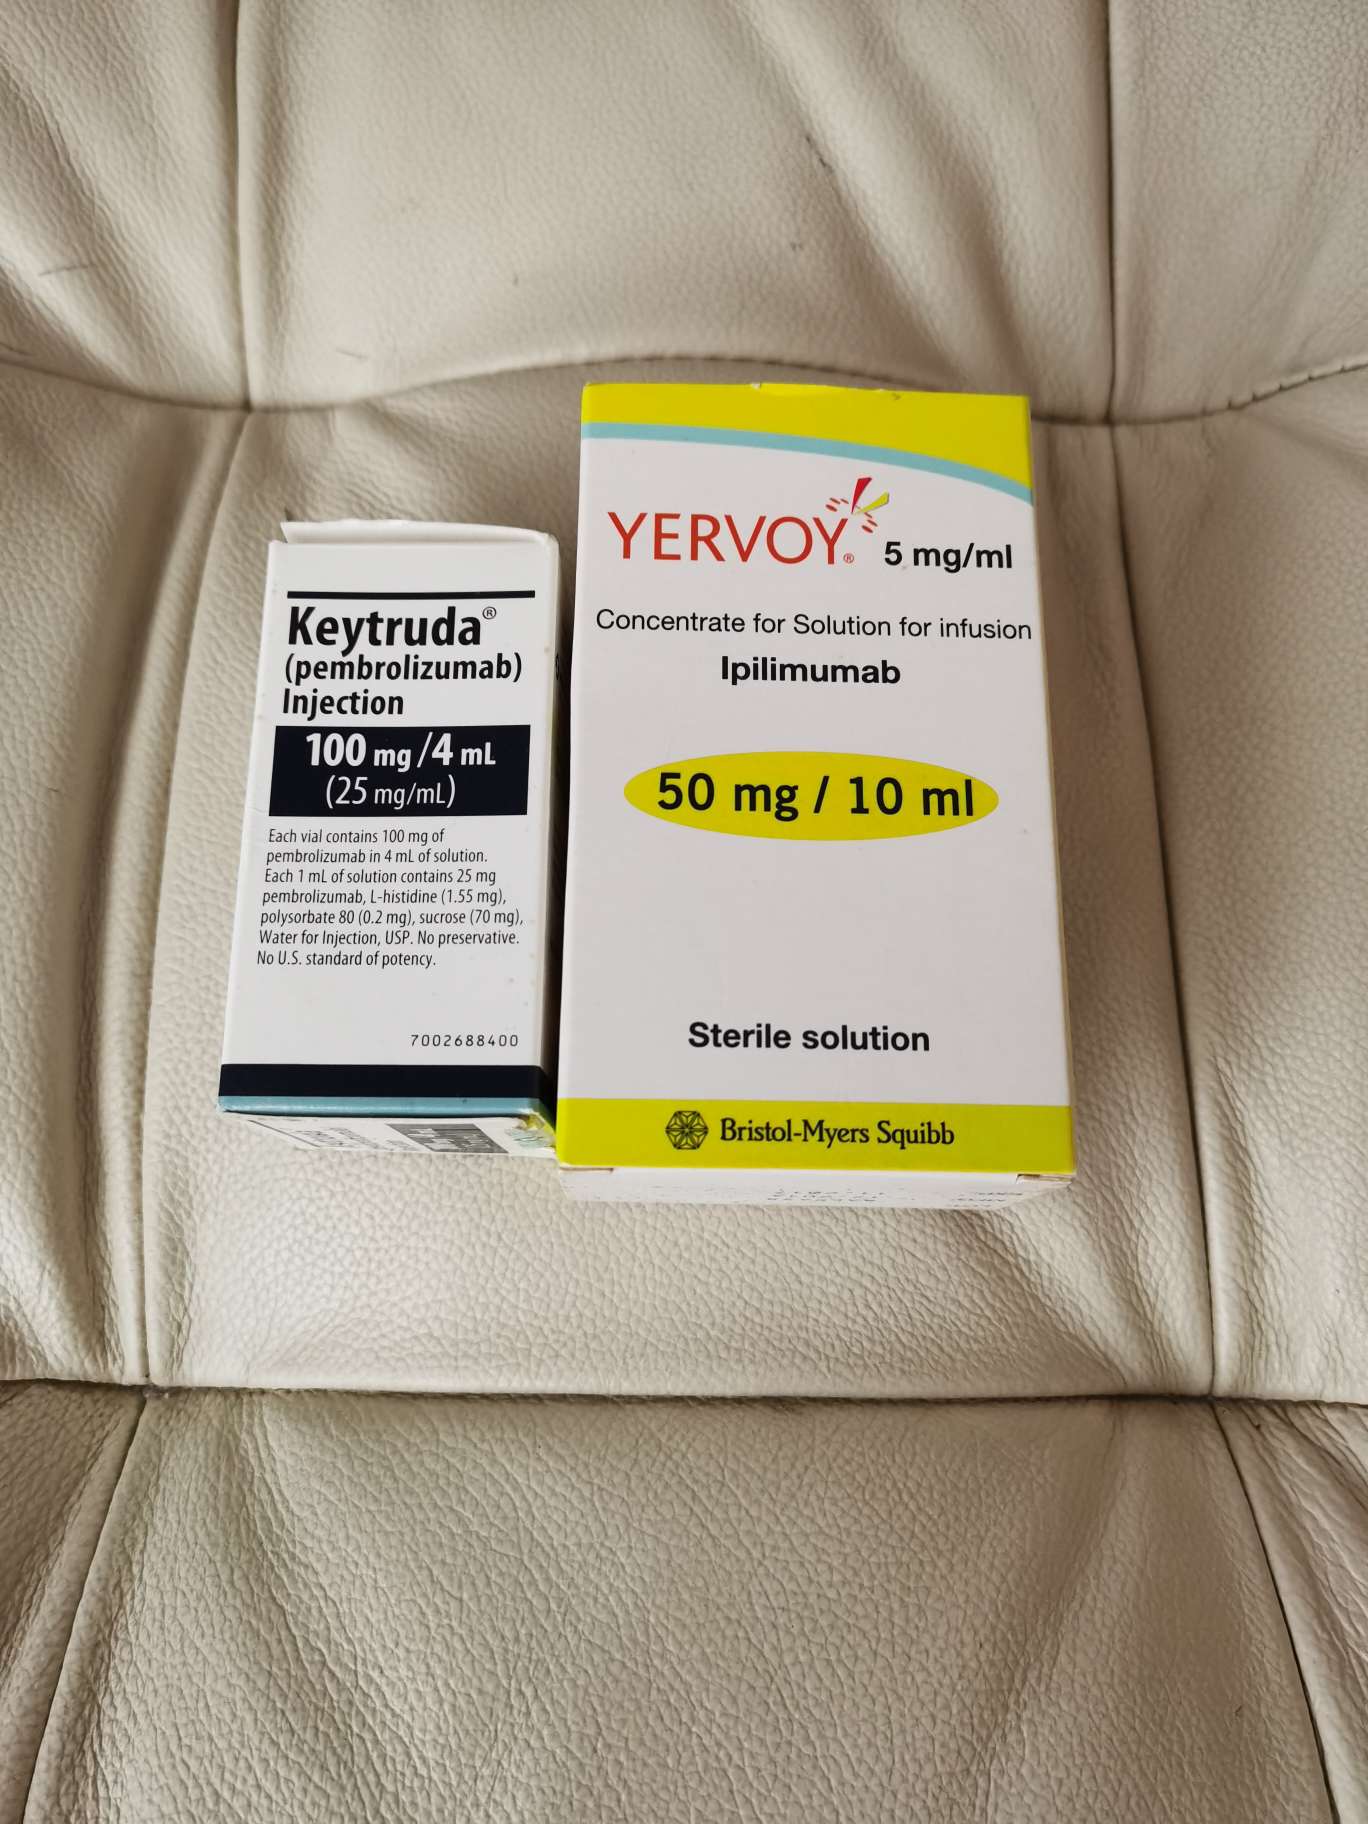 Keytruda®
(pembrolizumab)
Injection
100 mg/4 mL
(25 mg/mL)
Each vial contains 100 mg of
pembrolizumab in 4 mL of solution.
Each 1 mL of solution contains 25 mg
pembrolizumab, L-histidine (1.55 mg),
polysorbate 80 (0.2 mg), sucrose (70 mg),
Water for Injection, USP. No preservative.
No U.S. standard of potency.
7002688400
YERVOY® 5 mg/ml
Concentrate for Solution for infusion
Ipilimumab
50 mg / 10 ml
Sterile solution
Bristol-Myers Squibb